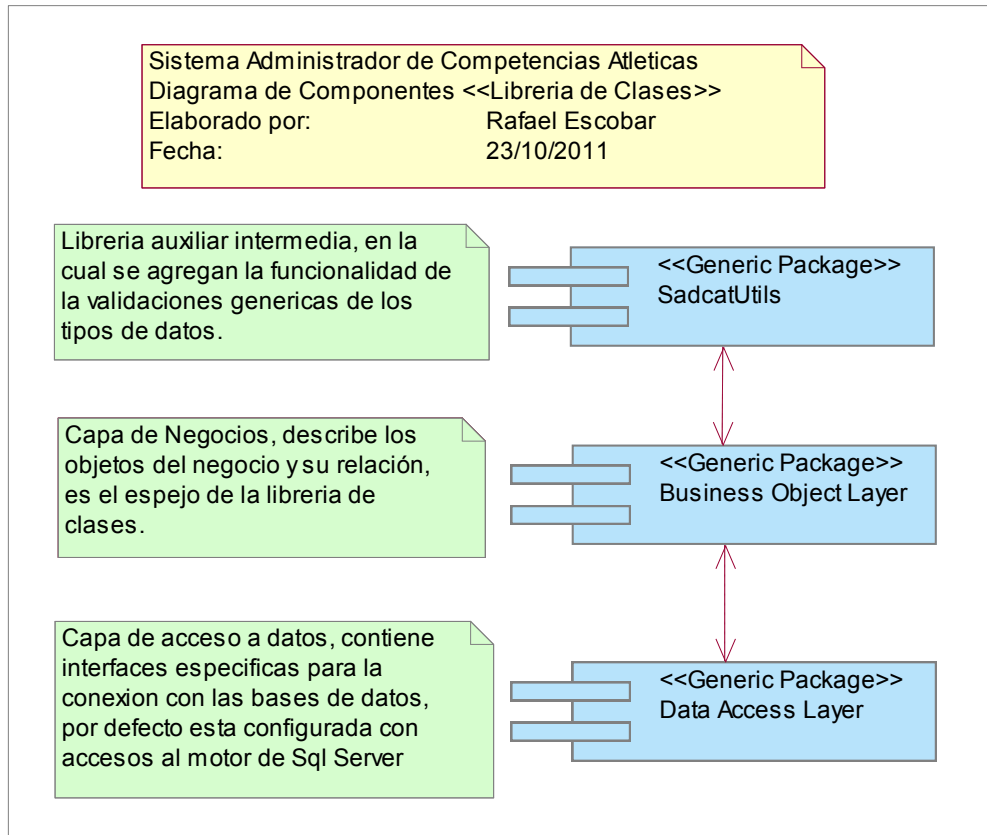 Sistema Administrador de Competencias Atleticas
Diagrama de Componentes <<Libreria de Clases>>
Elaborado por: Rafael Escobar
Fecha: 23/10/2011
Libreria auxiliar intermedia, en la
cual se agregan la funcionalidad de
la validaciones genericas de los
tipos de datos.
<<Generic Package>>
SadcatUtils
Capa de Negocios, describe los
objetos del negocio y su relación,
es el espejo de la libreria de
clases.
<<Generic Package>>
Business Object Layer
Capa de acceso a datos, contiene
interfaces especificas para la
conexion con las bases de datos,
por defecto esta configurada con
accesos al motor de Sql Server
<<Generic Package>>
Data Access Layer